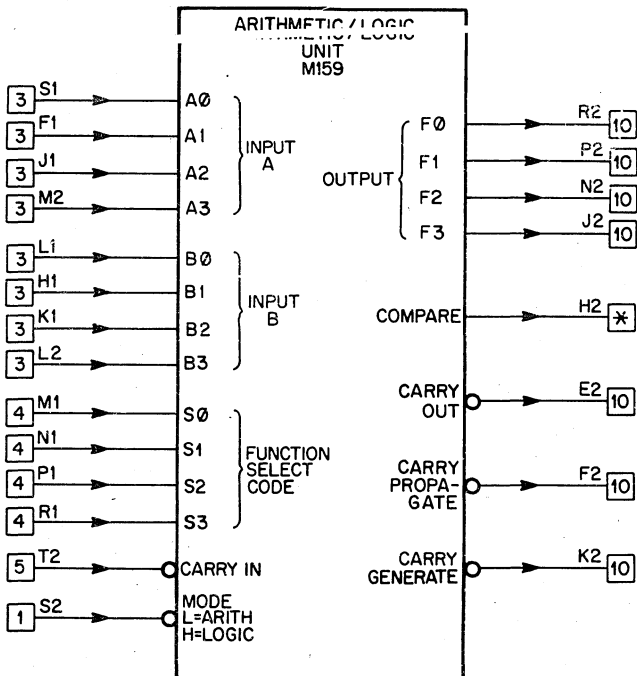 ARITHMETIC/LOGIC
UNIT
M159
3 S1 A0
3 F1 A1
3 J1 A2
3 M2 A3
INPUT
A
3 L1 B0
3 H1 B1
3 K1 B2
3 L2 B3
INPUT
B
4 M1 S0
4 N1 S1
4 P1 S2
4 R1 S3
FUNCTION
SELECT
CODE
5 T2 CARRY IN
1 S2 MODE
L=ARITH
H=LOGIC
OUTPUT
F0 R2 10
F1 P2 10
F2 N2 10
F3 J2 10
COMPARE H2 *
CARRY
OUT E2 10
CARRY
PROPA-
GATE F2 10
CARRY
GENERATE K2 10